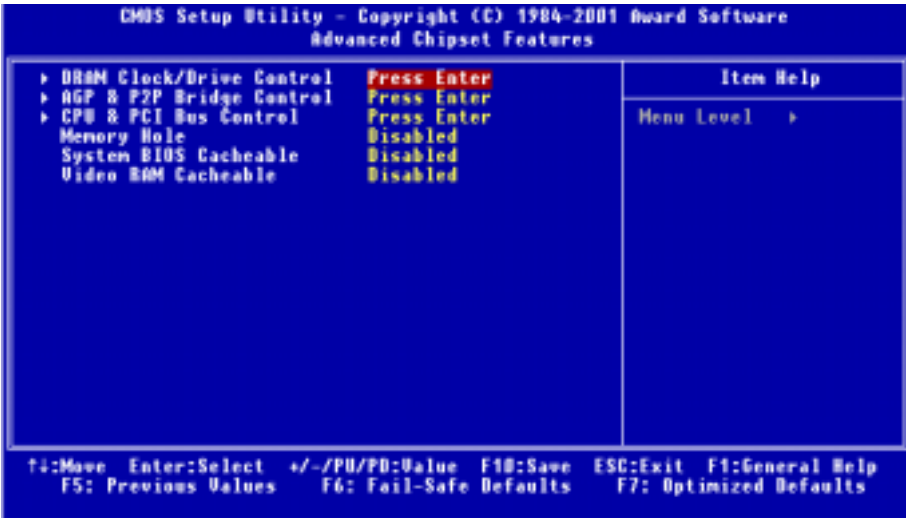 CMOS Setup Utility - Copyright (C) 1984-2001 Award Software
Advanced Chipset Features
DRAM Clock/Drive Control Press Enter
AGP & P2P Bridge Control Press Enter
CPU & PCI Bus Control Press Enter
Memory Hole Disabled
System BIOS Cacheable Disabled
Video RAM Cacheable Disabled
Item Help
Menu Level ▸
↑↓:Move Enter:Select +/-/PU/PD:Value F10:Save ESC:Exit F1:General Help
F5: Previous Values F6: Fail-Safe Defaults F7: Optimized Defaults